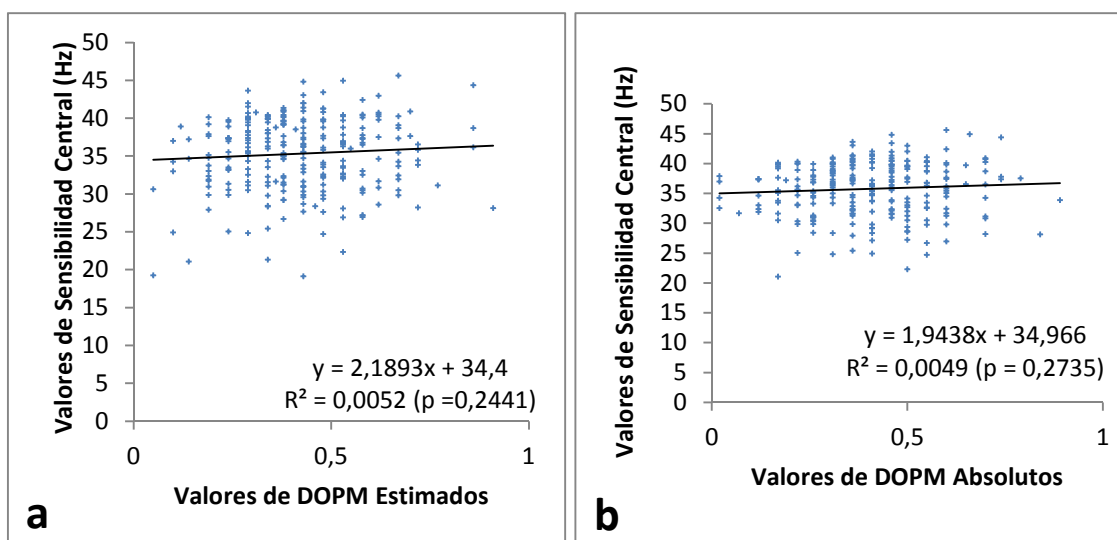 Valores de Sensibilidad Central (Hz)
50
45
40
35
30
25
20
15
10
5
0
y = 2,1893x + 34,4
R² = 0,0052 (p =0,2441)
0
0,5
1
Valores de DOPM Estimados
a
Valores de Sensibilidad Central (Hz)
50
45
40
35
30
25
20
15
10
5
0
y = 1,9438x + 34,966
R² = 0,0049 (p = 0,2735)
0
0,5
1
Valores de DOPM Absolutos
b